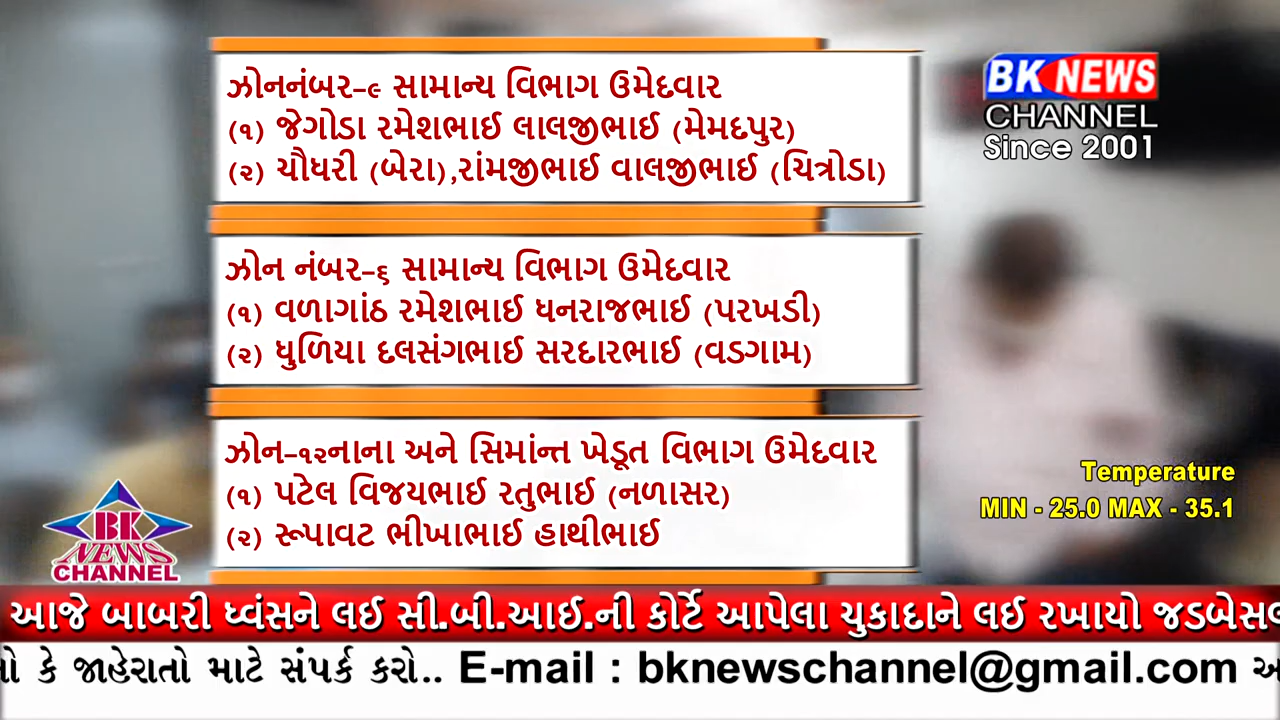 ઝોનનંબર-૯ સામાન્ય વિભાગ ઉમેદવાર
(૧) જેગોડા રમેશભાઈ લાલજીભાઈ (મેમદપુર)
(૨) ચૌધરી (બેરા),રાંમજીભાઈ વાલજીભાઈ (ચિત્રોડા)
BK NEWS
CHANNEL
Since 2001
ઝોન નંબર-૬ સામાન્ય વિભાગ ઉમેદવાર
(૧) વળાગાંઠ રમેશભાઈ ધનરાજભાઈ (પરખડી)
(૨) ધુળિયા દલસંગભાઈ સરદારભાઈ (વડગામ)
ઝોન-૧૨નાના અને સિમાંન્ત ખેડૂત વિભાગ ઉમેદવાર
(૧) પટેલ વિજયભાઈ રતુભાઈ (નળાસર)
(૨) રૂપાવટ ભીખાભાઈ હાથીભાઈ
Temperature
MIN - 25.0 MAX - 35.1
BK
NEWS
CHANNEL
આજે બાબરી ધ્વંસને લઈ સી.બી.આઈ.ની કોર્ટે આપેલા ચુકાદાને લઈ રખાયો
કે જાહેરાતો માટે સંપર્ક કરો.. E-mail : bknewschannel@gmail.com